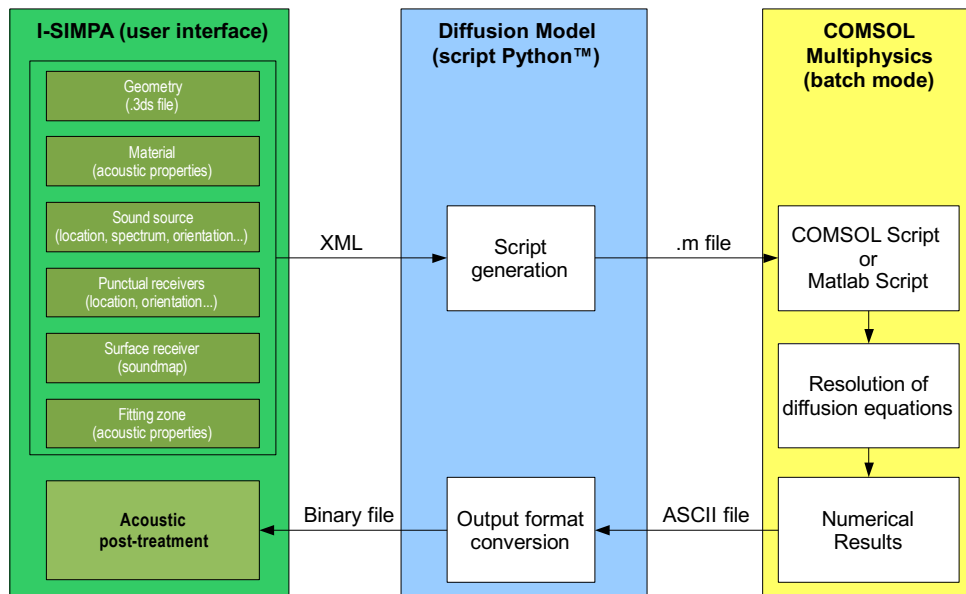 I-SIMPA (user interface)
Geometry
(.3ds file)
Material
(acoustic properties)
Sound source
(location, spectrum, orientation...)
Punctual receivers
(location, orientation...)
Surface receiver
(soundmap)
Fitting zone
(acoustic properties)
Acoustic
post-treatment
XML
Binary file
Diffusion Model
(script Python™)
Script
generation
Output format
conversion
.m file
ASCII file
COMSOL
Multiphysics
(batch mode)
COMSOL Script
or
Matlab Script
Resolution of
diffusion equations
Numerical
Results